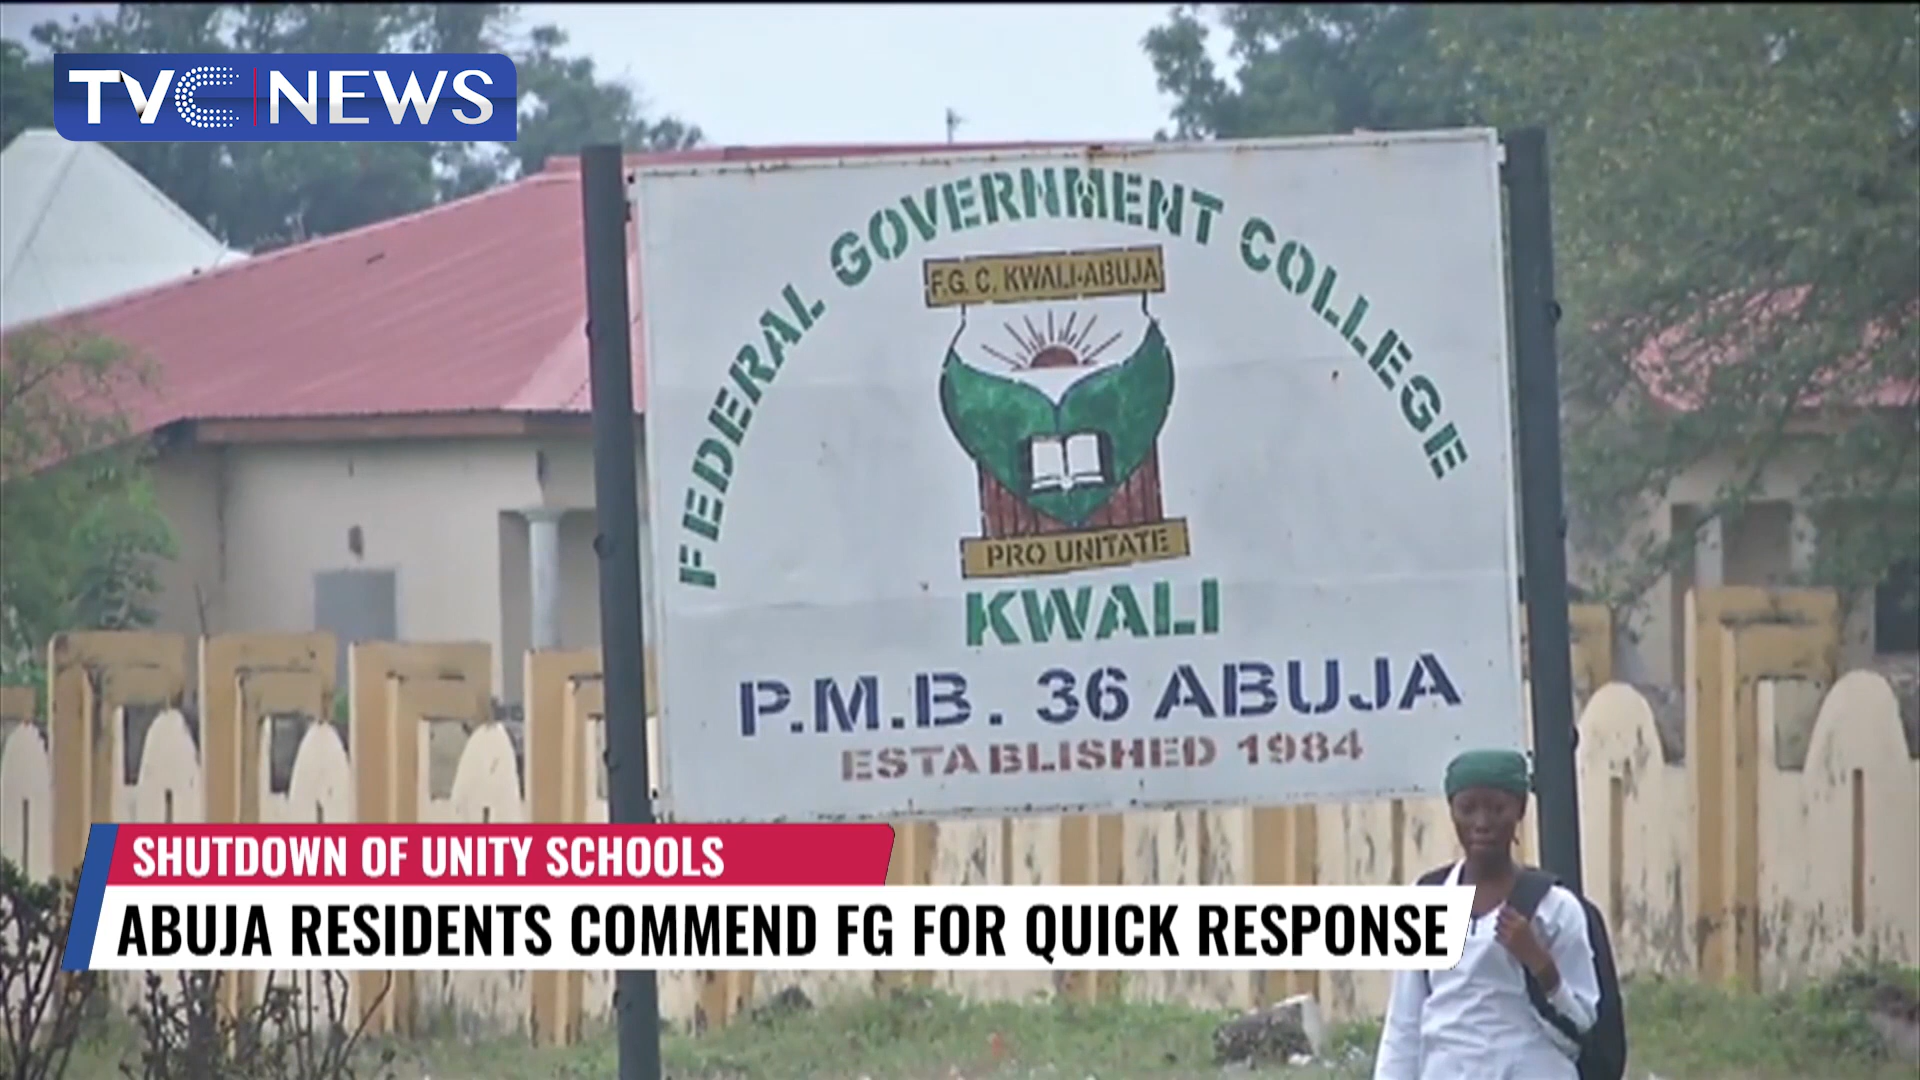 TVC NEWS
FEDERAL GOVERNMENT COLLEGE
F.G. C. KWALI-ABUJA
PRO UNITATE
KWALI
P.M.B. 36 ABUJA
ESTABLISHED 1984
SHUTDOWN OF UNITY SCHOOLS
ABUJA RESIDENTS COMMEND FG FOR QUICK RESPONSE